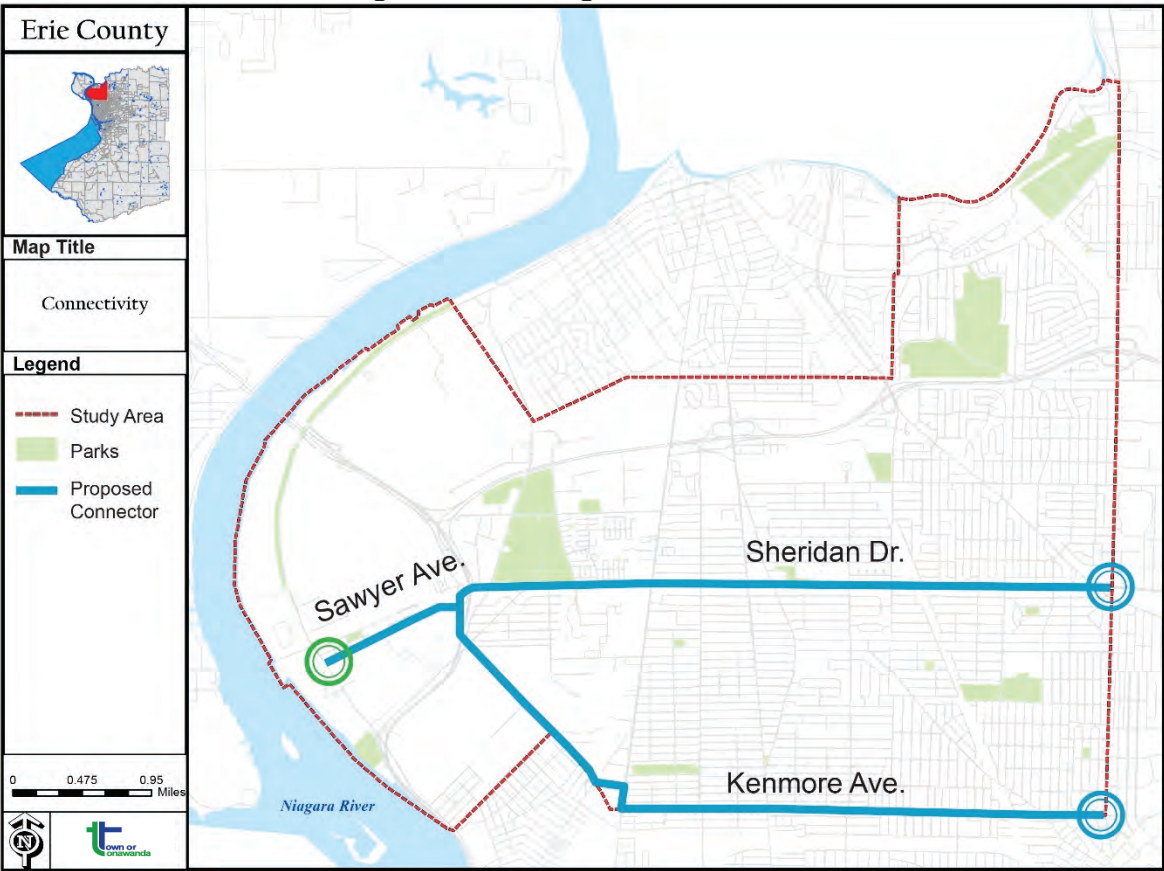 Erie County
Map Title
Connectivity
Legend
Study Area
Parks
Proposed
Connector
0 0.475 0.95
Miles
N
town of
onawanda
Sawyer Ave.
Sheridan Dr.
Kenmore Ave.
Niagara River